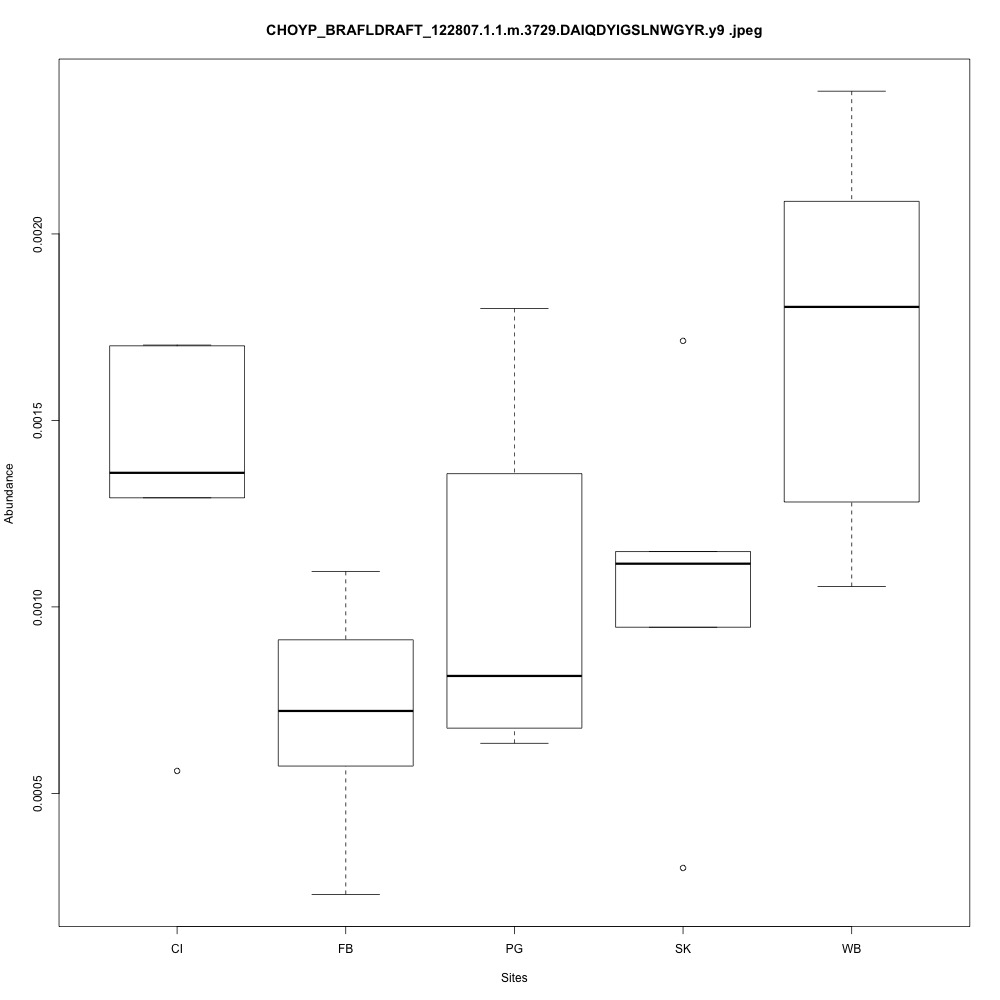 CHOYP_BRAFLDRAFT_122807.1.1.m.3729.DAIQDYIGSLNWGYR.y9 .jpeg
Abundance
0.0020
0.0015
0.0010
0.0005
CI FB PG SK WB
Sites